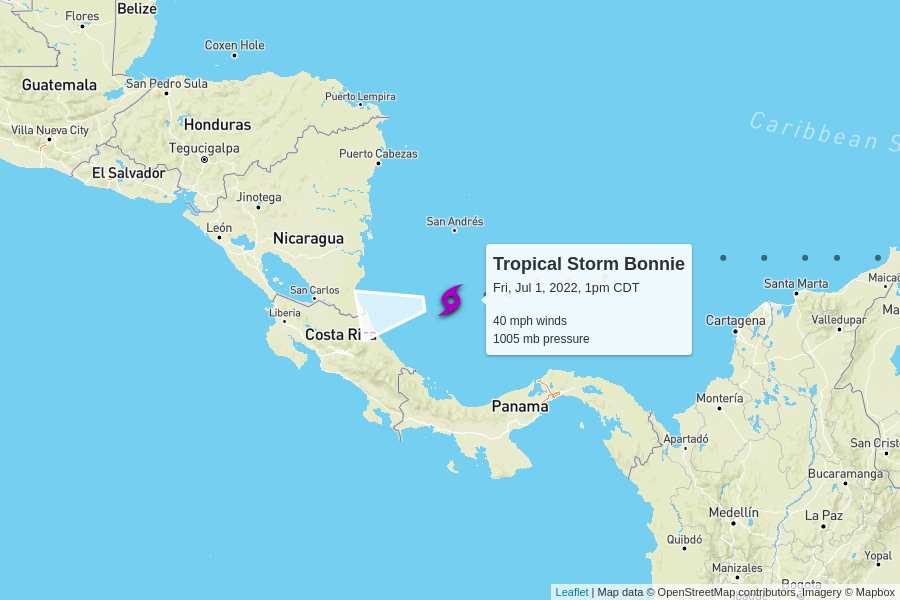 Belize
Flores
Coxen Hole
Guatemala
San Pedro Sula
Puerto Lempira
Villa Nueva City
Honduras
Caribbean S
Tegucigalpa
Puerto Cabezas
El Salvador
Jinotega
San Andrés
León
Nicaragua
Tropical Storm Bonnie
Fri, Jul 1, 2022, 1pm CDT
40 mph winds
1005 mb pressure
Santa Marta
Maicao
San Carlos
Liberia
Costa Rica
Cartagena
Valledupar
Ma
Panama
Montería
Apartadó
San Crist
Bucaramanga
Medellín
La Paz
Quibdó
Yopal
Manizales
Bogota
Leaflet | Map data © OpenStreetMap contributors, Imagery © Mapbox